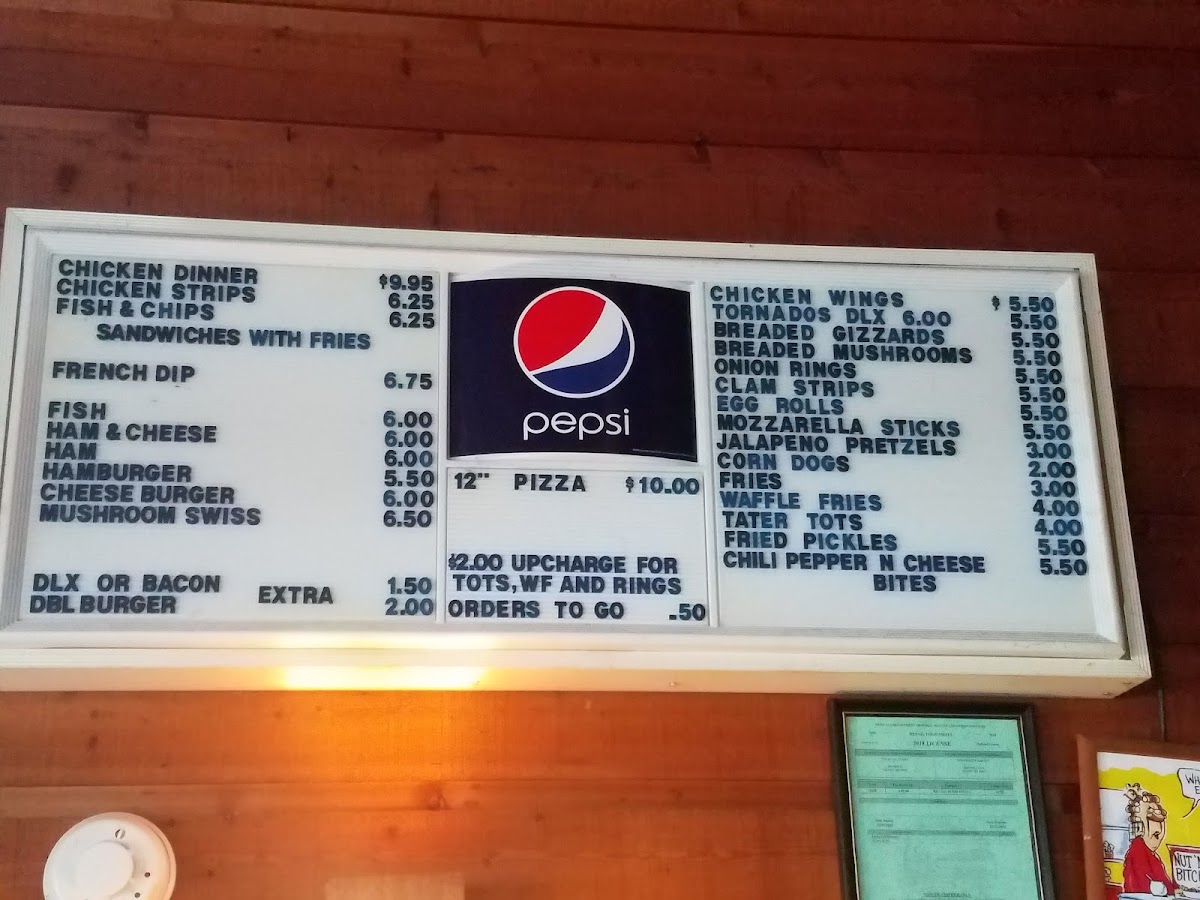 CHICKEN DINNER $9.95
CHICKEN STRIPS 6.25
FISH & CHIPS 6.25
SANDWICHES WITH FRIES
FRENCH DIP 6.75
FISH 6.00
HAM & CHEESE 6.00
HAM 6.00
HAMBURGER 5.50
CHEESE BURGER 6.00
MUSHROOM SWISS 6.50
DLX OR BACON EXTRA 1.50
DBL BURGER 2.00
pepsi
12" PIZZA $10.00
$2.00 UPCHARGE FOR
TOTS,WF AND RINGS
ORDERS TO GO .50
CHICKEN WINGS $ 5.50
TORNADOS DLX 6.00 5.50
BREADED GIZZARDS 5.50
BREADED MUSHROOMS 5.50
ONION RINGS 5.50
CLAM STRIPS 5.50
EGG ROLLS 5.50
MOZZARELLA STICKS 5.50
JALAPENO PRETZELS 3.00
CORN DOGS 2.00
FRIES 3.00
WAFFLE FRIES 4.00
TATER TOTS 4.00
FRIED PICKLES 5.50
CHILI PEPPER N CHEESE 5.50
BITES
LICENSE